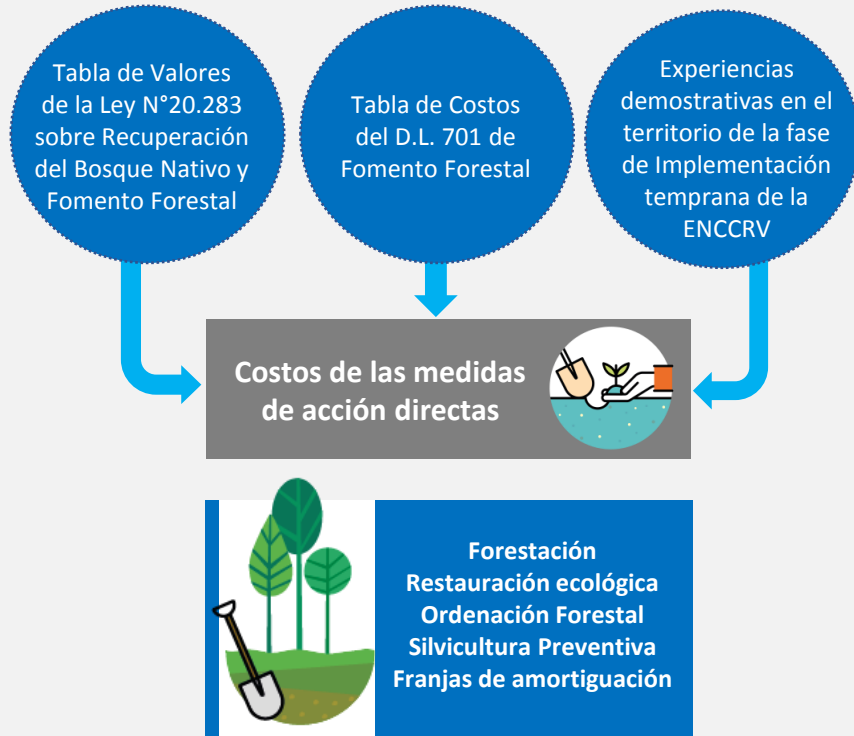 Tabla de Valores
de la Ley N°20.283
sobre Recuperación
del Bosque Nativo y
Fomento Forestal
Tabla de Costos
del D.L. 701 de
Fomento Forestal
Experiencias
demostrativas en el
territorio de la fase
de Implementación
temprana de la
ENCCRV
Costos de las medidas
de acción directas
Forestación
Restauración ecológica
Ordenación Forestal
Silvicultura Preventiva
Franjas de amortiguación